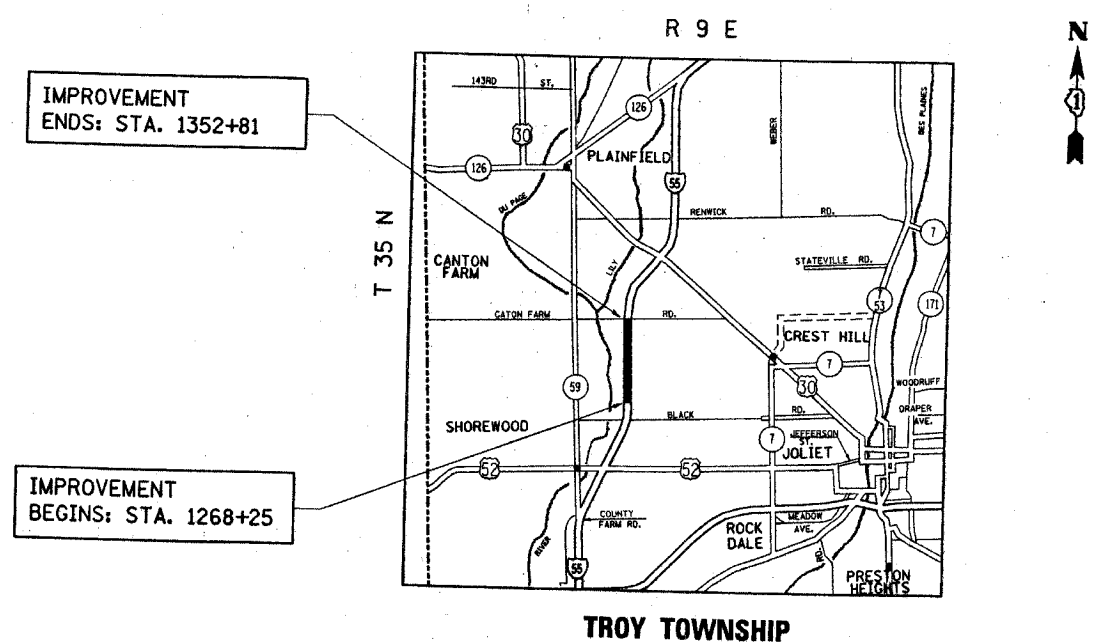 R 9 E
N
1
IMPROVEMENT
ENDS: STA. 1352+81
143RD ST.
30
126
126
PLAINFIELD
55
WEBER
DES PLAINES
DU PAGE
RENWICK RD.
7
T 35 N
CANTON
FARM
LILY
STATEVILLE RD.
53
171
CATON FARM RD.
CREST HILL
7
59
30
WOODRUFF
SHOREWOOD
BLACK RD.
DRAPER
AVE.
7
JEFFERSON
ST.
JOLIET
52
52
IMPROVEMENT
BEGINS: STA. 1268+25
COUNTY
FARM RD.
RIVER
55
ROCK
DALE
MEADOW
AVE.
RD.
PRESTON
HEIGHTS
TROY TOWNSHIP